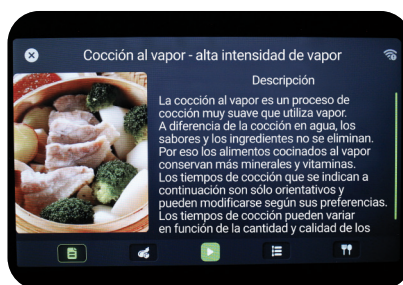 Cocción al vapor - alta intensidad de vapor
Descripción
La cocción al vapor es un proceso de
cocción muy suave que utiliza vapor.
A diferencia de la cocción en agua, los
sabores y los ingredientes no se eliminan.
Por eso los alimentos cocinados al vapor
conservan más minerales y vitaminas.
Los tiempos de cocción que se indican a
continuación son sólo orientativos y
pueden modificarse según sus preferencias.
Los tiempos de cocción pueden variar
en función de la cantidad y calidad de los